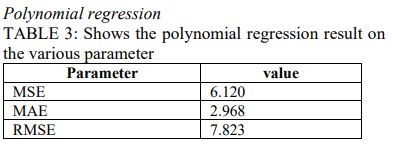 Polynomial regression
TABLE 3: Shows the polynomial regression result on
the various parameter
Parameter value
MSE 6.120
MAE 2.968
RMSE 7.823